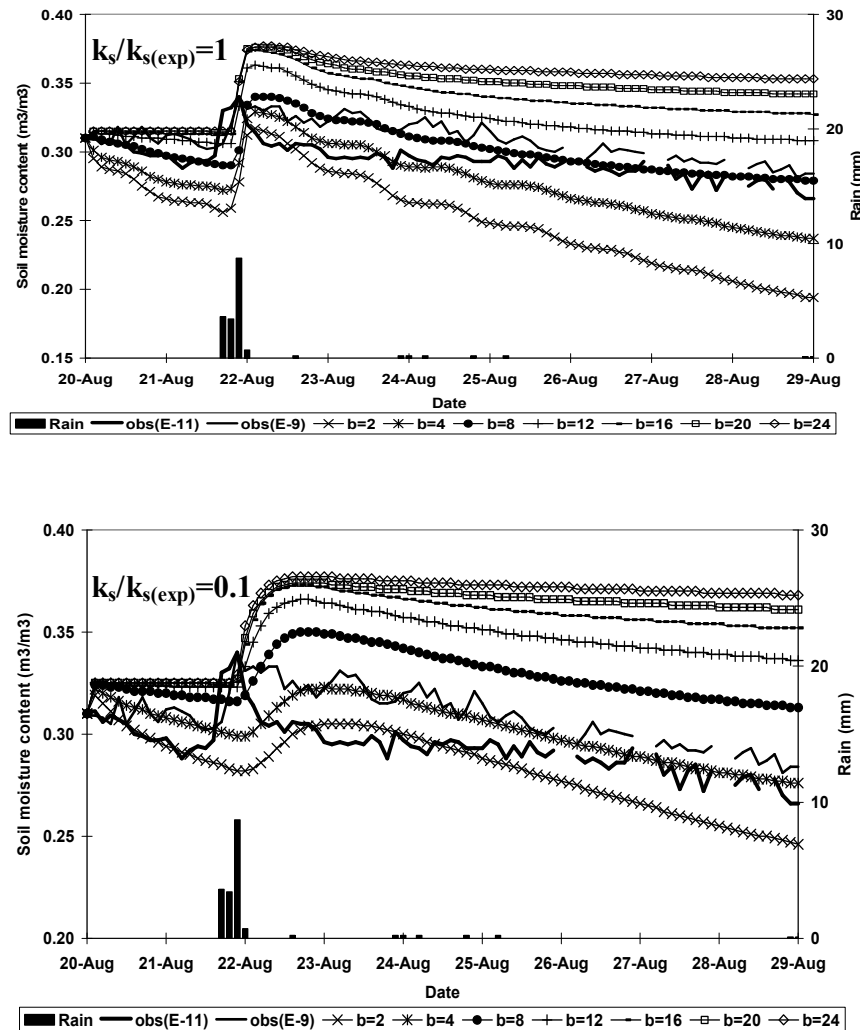 0.40
0.35
0.30
0.25
0.20
0.15
Soil moisture content (m3/m3)
ks/ks(exp)=1
30
20
10
0
Rain (mm)
20-Aug 21-Aug 22-Aug 23-Aug 24-Aug 25-Aug 26-Aug 27-Aug 28-Aug 29-Aug
Date
Rain obs(E-11) obs(E-9) b=2 b=4 b=8 b=12 b=16 b=20 b=24
0.40
0.35
0.30
0.25
0.20
Soil moisture content (m3/m3)
ks/ks(exp)=0.1
30
20
10
0
Rain (mm)
20-Aug 21-Aug 22-Aug 23-Aug 24-Aug 25-Aug 26-Aug 27-Aug 28-Aug 29-Aug
Date
Rain obs(E-11) obs(E-9) b=2 b=4 b=8 b=12 b=16 b=20 b=24